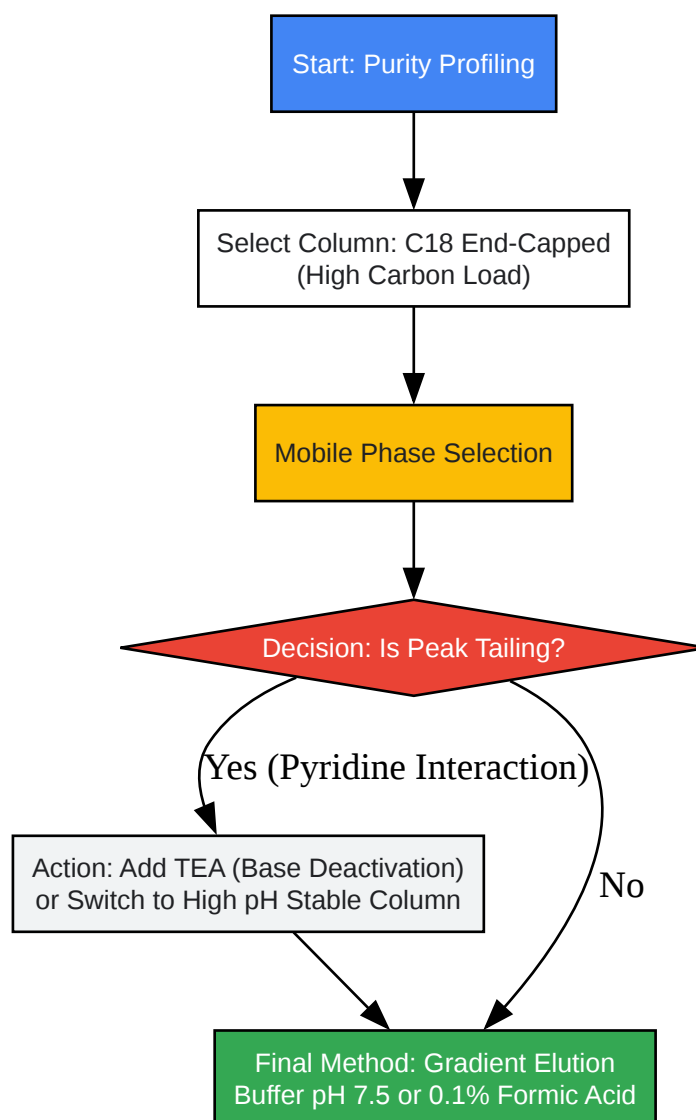 Start: Purity Profiling
Select Column: C18 End-Capped
(High Carbon Load)
Mobile Phase Selection
Decision: Is Peak Tailing?
Yes (Pyridine Interaction)
Action: Add TEA (Base Deactivation)
or Switch to High pH Stable Column
No
Final Method: Gradient Elution
Buffer pH 7.5 or 0.1% Formic Acid